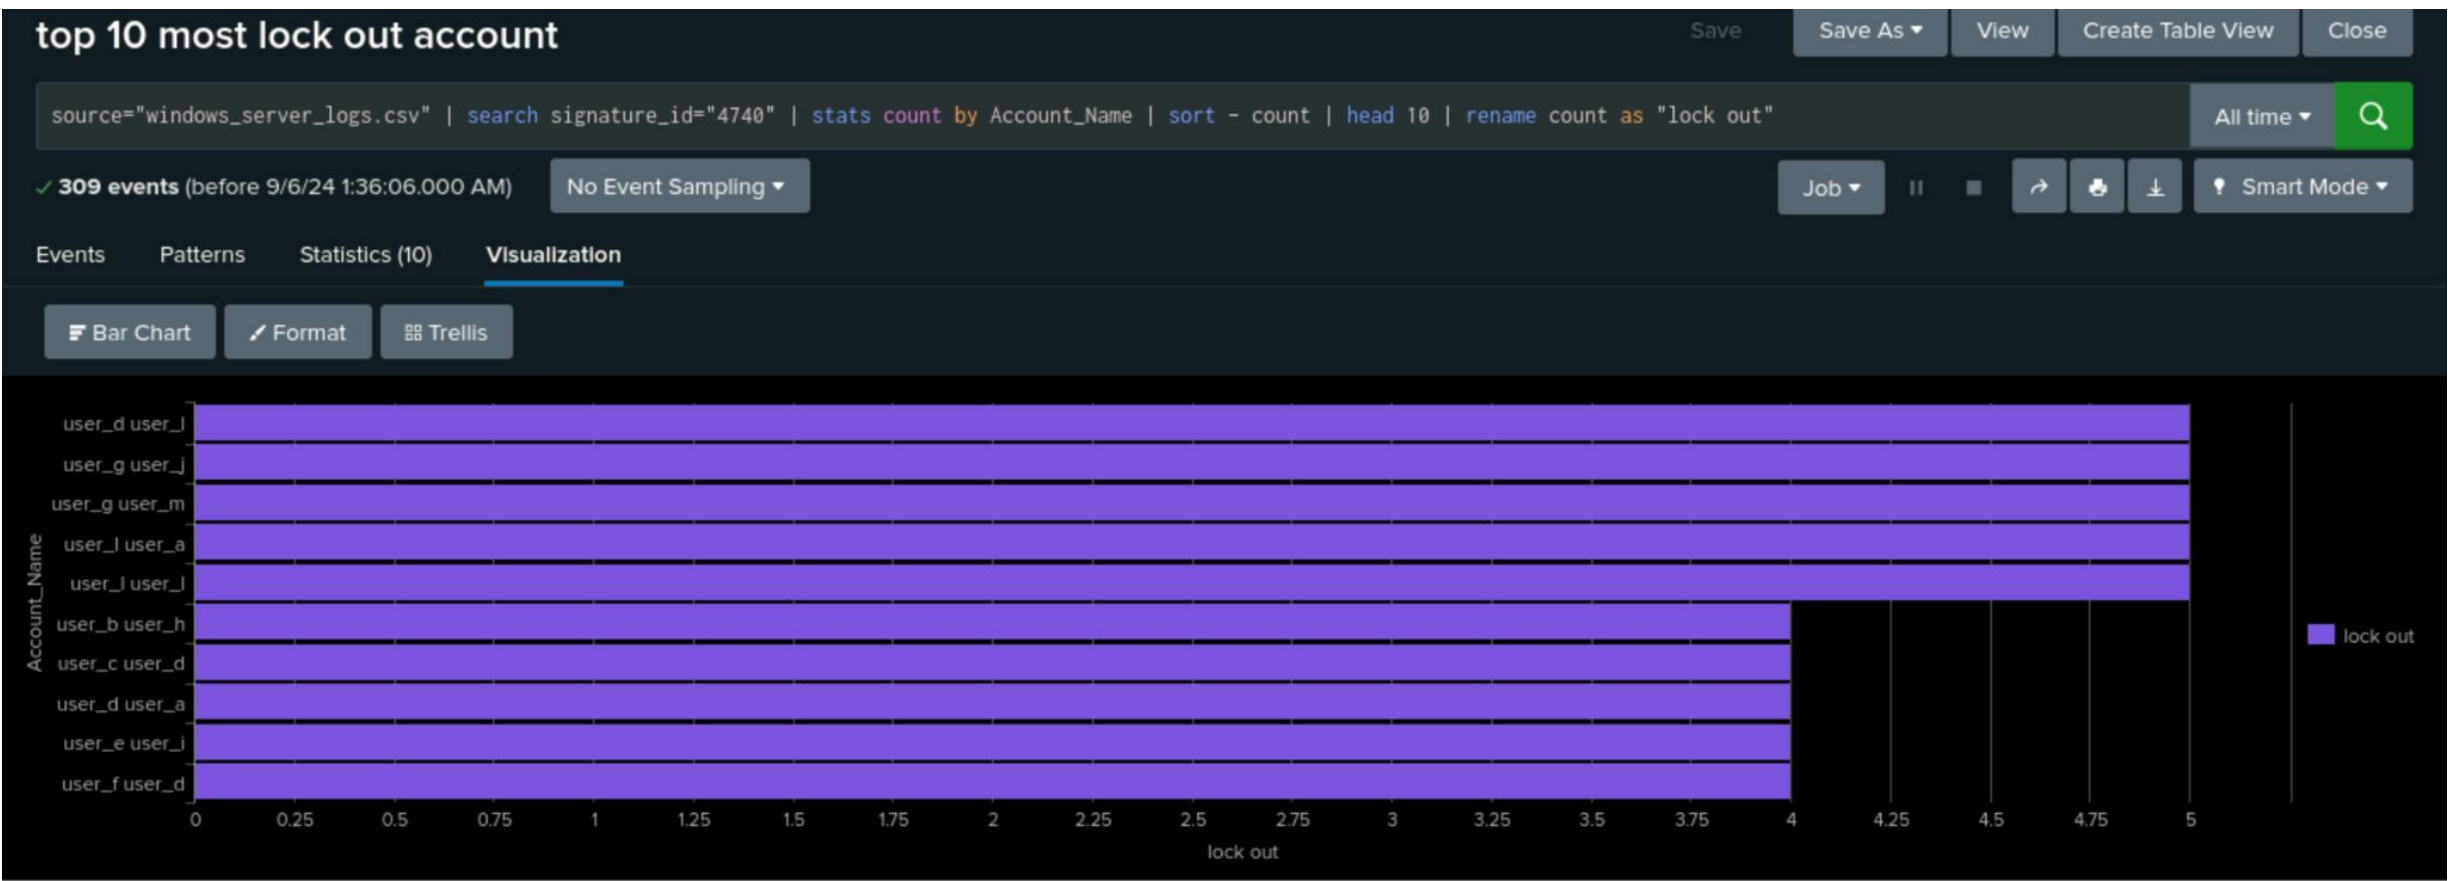 top 10 most lock out account
Save
Save As
View
Create Table View
Close
source="windows_server_logs.csv" | search signature_id="4740" | stats count by Account_Name | sort - count | head 10 | rename count as "lock out"
All time
309 events (before 9/6/24 1:36:06.000 AM)
No Event Sampling
Job
Smart Mode
Events
Patterns
Statistics (10)
Visualization
Bar Chart
Format
Trellis
Account_Name
user_d user_l
user_g user_j
user_g user_m
user_l user_a
user_l user_l
user_b user_h
user_c user_d
user_d user_a
user_e user_i
user_f user_d
0 0.25 0.5 0.75 1 1.25 1.5 1.75 2 2.25 2.5 2.75 3 3.25 3.5 3.75 4 4.25 4.5 4.75 5
lock out
lock out